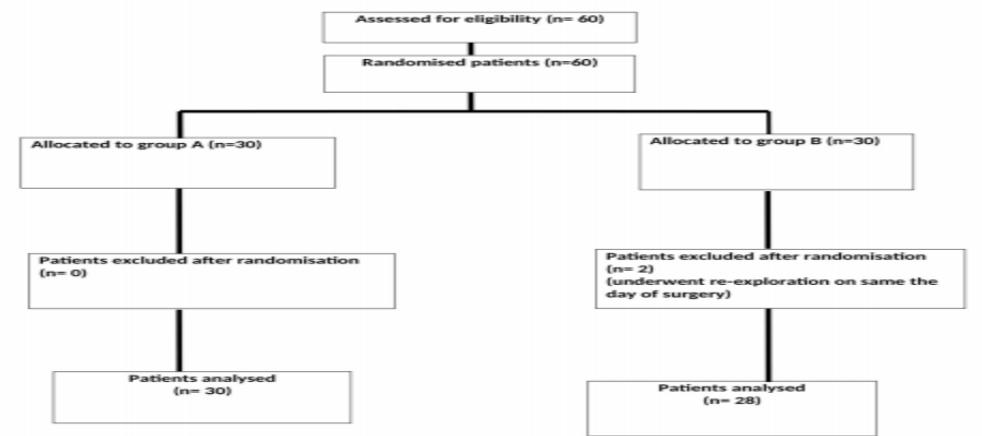 Assessed for eligibility (n= 60)
Randomised patients (n=60)
Allocated to group A (n=30)
Allocated to group B (n=30)
Patients excluded after randomisation
(n= 0)
Patients excluded after randomisation
(n= 2)
(underwent re-exploration on same the
day of surgery)
Patients analysed
(n= 30)
Patients analysed
(n= 28)